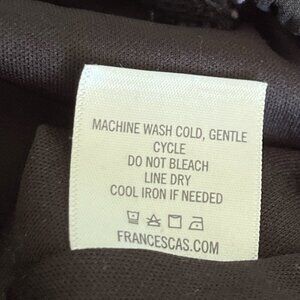 MACHINE WASH COLD, GENTLE
CYCLE
DO NOT BLEACH
LINE DRY
COOL IRON IF NEEDED
FRANCESCAS.COM